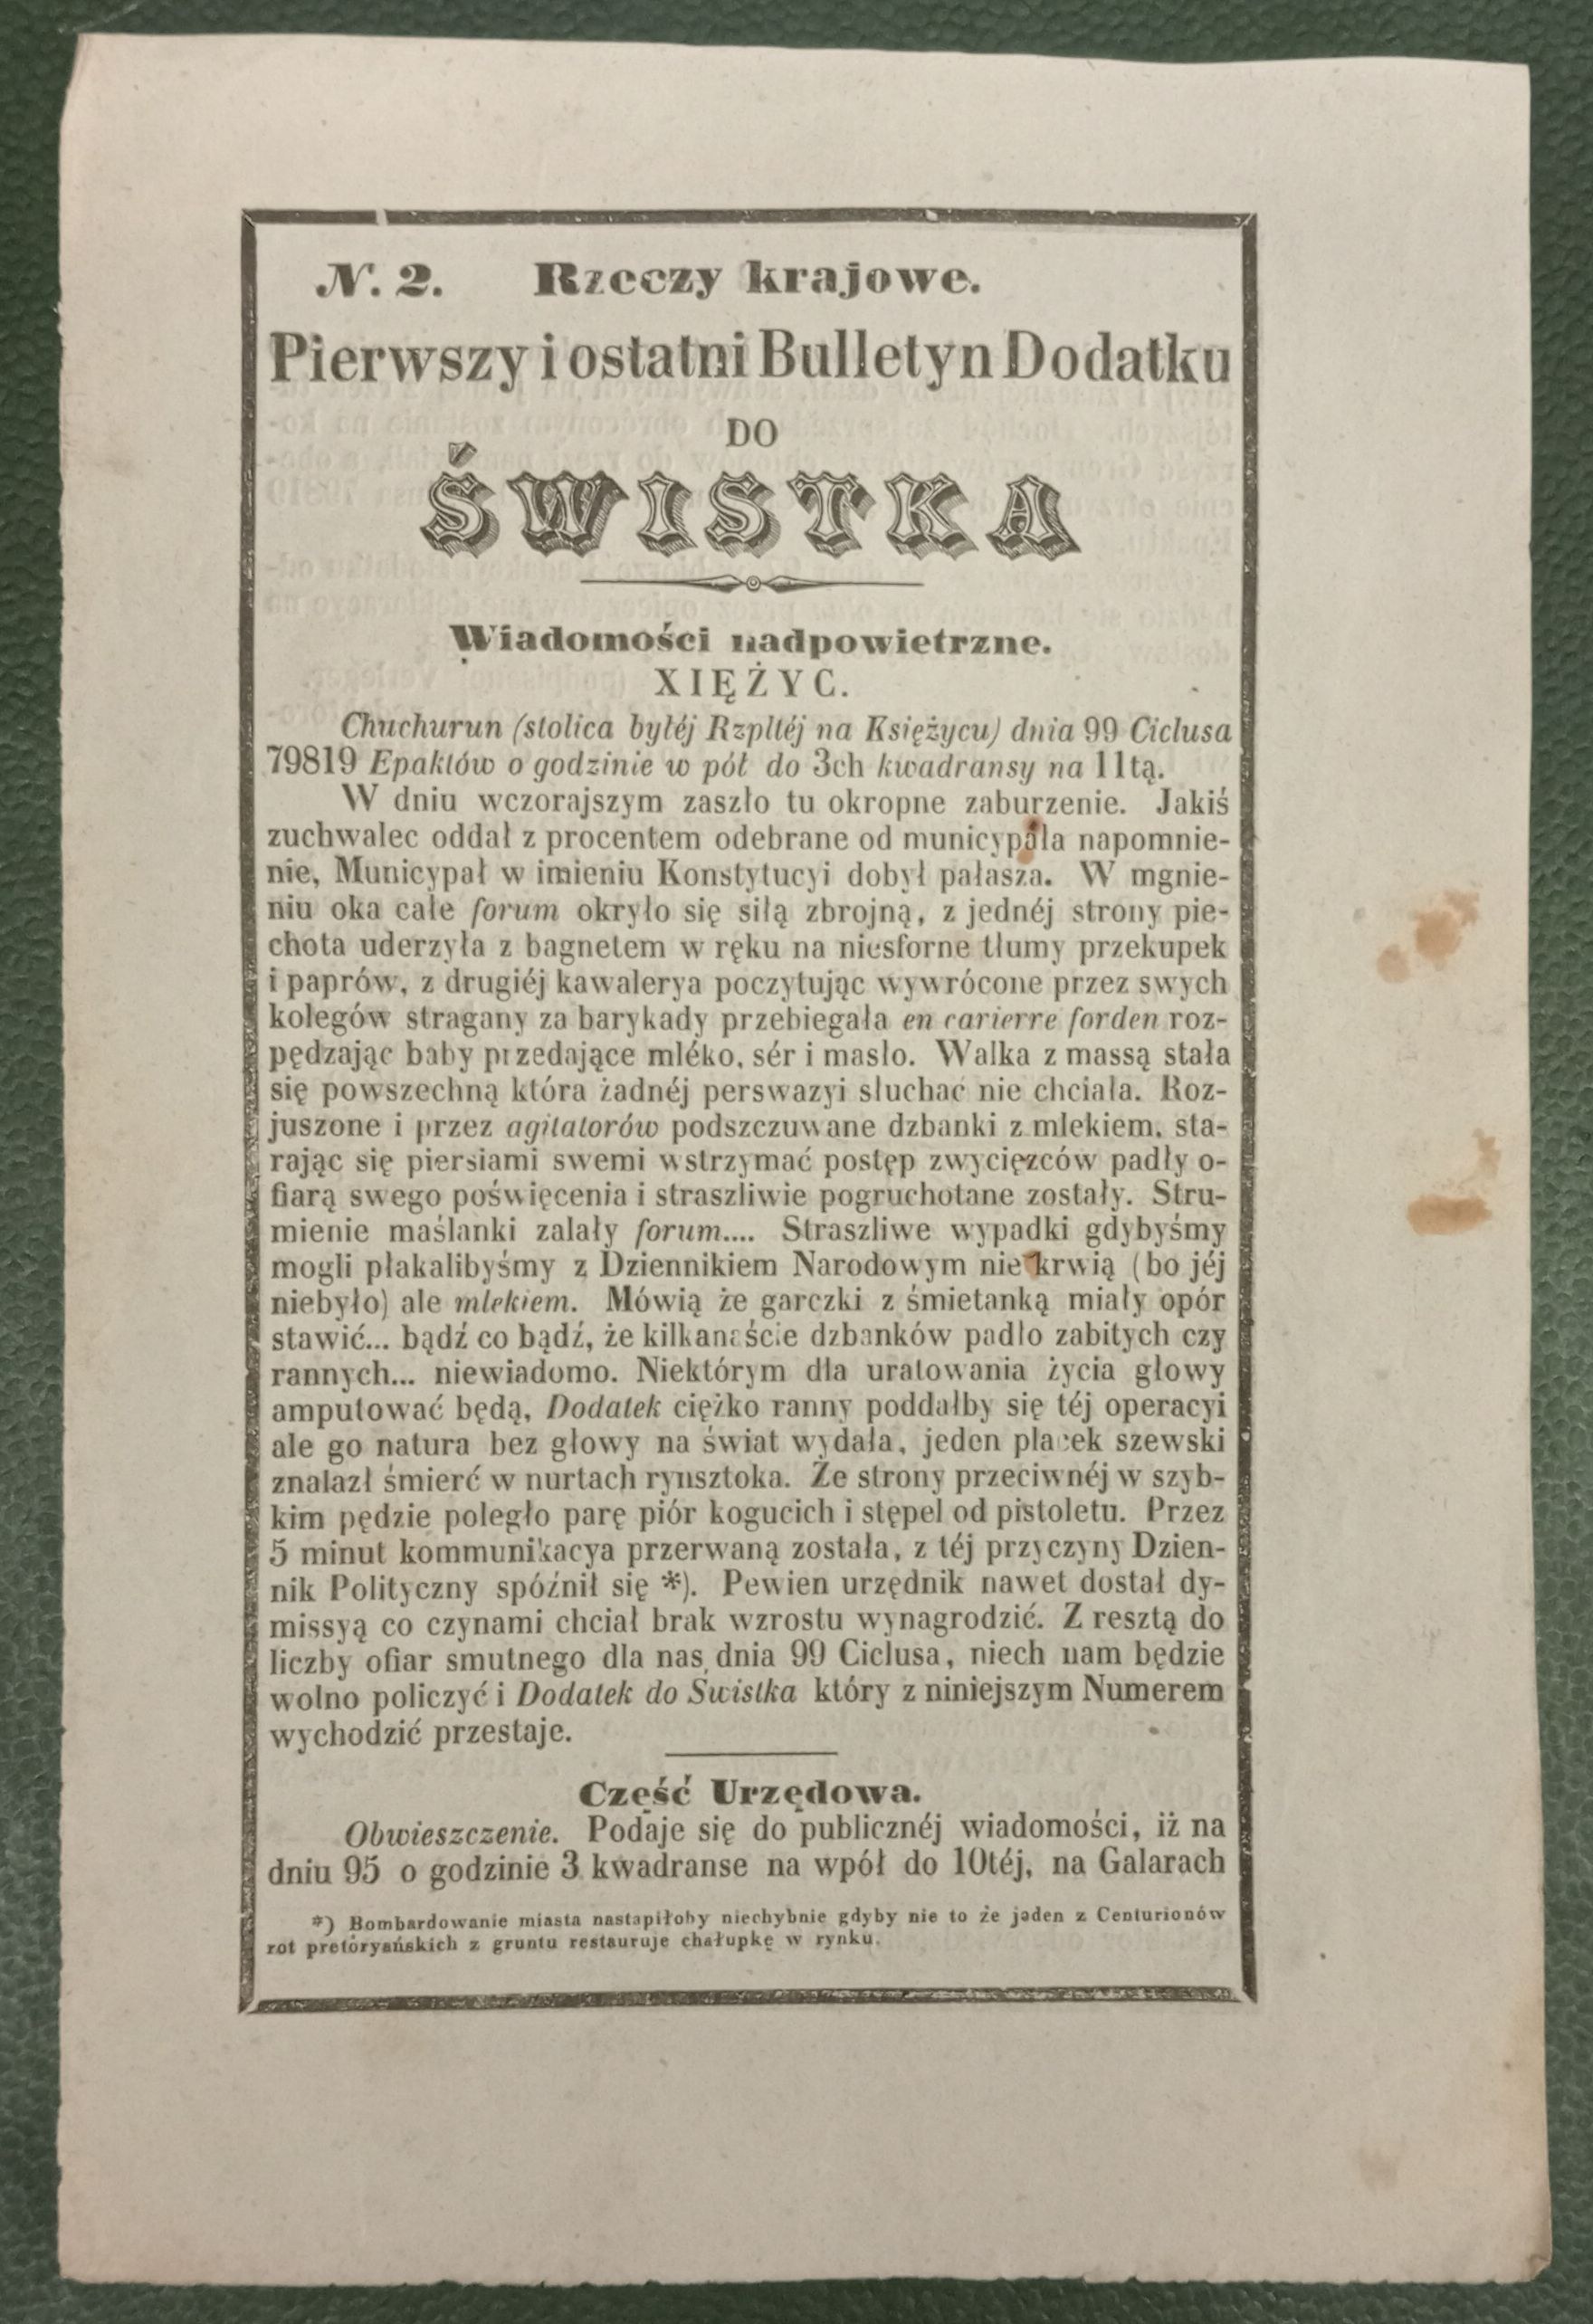 N. 2. Rzeczy krajowe.
Pierwszy i ostatni Bulletyn Dodatku
DO
ŚWISTKA
Wiadomości nadpowietrzne.
XIĘŻYC.
Chuchurun (stolica byłéj Rzpltéj na Księżycu) dnia 99 Ciclusa
79819 Epaktów o godzinie w pół do 3ch kwadransy na 11tą.
W dniu wczorajszym zaszło tu okropne zaburzenie. Jakiś
zuchwalec oddał z procentem odebrane od municypala napomnie-
nie, Municypał w imieniu Konstytucyi dobył pałasza. W mgnie-
niu oka całe forum okryło się siłą zbrojną, z jednéj strony pie-
chota uderzyła z bagnetem w ręku na niesforne tłumy przekupek
i paprów, z drugiéj kawalerya poczytując wywrócone przez swych
kolegów stragany za barykady przebiegała en carierre forden roz-
pędzając baby przedające mléko, sér i masło. Walka z massą stała
się powszechną która żadnéj perswazyi słuchać nie chciała. Roz-
juszone i przez agitatorów podszczuwane dzbanki z mlekiem, sta-
rając się piersiami swemi wstrzymać postęp zwycięzców padły o-
fiarą swego poświęcenia i straszliwie pogruchotane zostały. Stru-
mienie maślanki zalały forum.... Straszliwe wypadki gdybyśmy
mogli płakalibyśmy z Dziennikiem Narodowym nie krwią (bo jéj
niebyło) ale mlekiem. Mówią że garczki z śmietanką miały opór
stawić... bądź co bądź, że kilkanaście dzbanków padło zabitych czy
rannych... niewiadomo. Niektórym dla uratowania życia głowy
amputować będą, Dodatek ciężko ranny poddałby się téj operacyi
ale go natura bez głowy na świat wydała, jeden placek szewski
znalazł śmierć w nurtach rynsztoka. Ze strony przeciwnéj w szyb-
kim pędzie poległo parę piór kogucich i stępel od pistoletu. Przez
5 minut kommunikacya przerwaną została, z téj przyczyny Dzien-
nik Polityczny spóźnił się *). Pewien urzędnik nawet dostał dy-
missyą co czynami chciał brak wzrostu wynagrodzić. Z resztą do
liczby ofiar smutnego dla nas dnia 99 Ciclusa, niech nam będzie
wolno policzyć i Dodatek do Świstka który z niniejszym Numerem
wychodzić przestaje.
Część Urzędowa.
Obwieszczenie. Podaje się do publicznéj wiadomości, iż na
dniu 95 o godzinie 3 kwadranse na wpół do 10téj, na Galarach
*) Bombardowanie miasta nastąpiłoby niechybnie gdyby nie to że jeden z Centurionów
rot pretoryańskich z gruntu restauruje chałupkę w rynku.